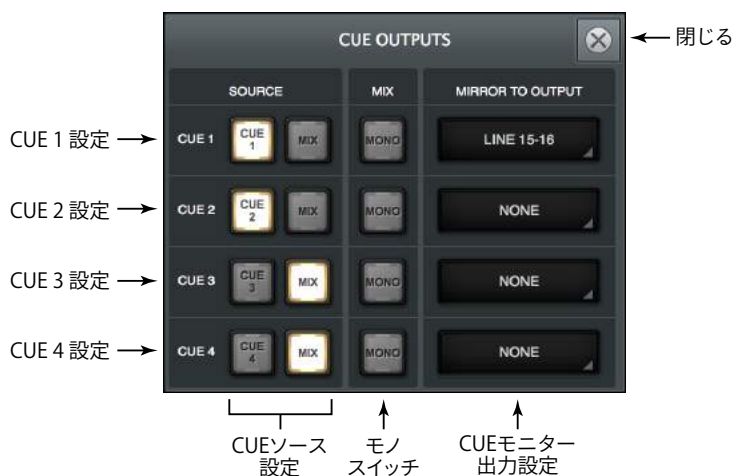 CUE OUTPUTS
閉じる
SOURCE MIX MIRROR TO OUTPUT
CUE 1 設定 CUE 1 CUE 1 MIX MONO LINE 15-16
CUE 2 設定 CUE 2 CUE 2 MIX MONO NONE
CUE 3 設定 CUE 3 CUE 3 MIX MONO NONE
CUE 4 設定 CUE 4 CUE 4 MIX MONO NONE
CUEソース
設定
モノ
スイッチ
CUEモニター
出力設定